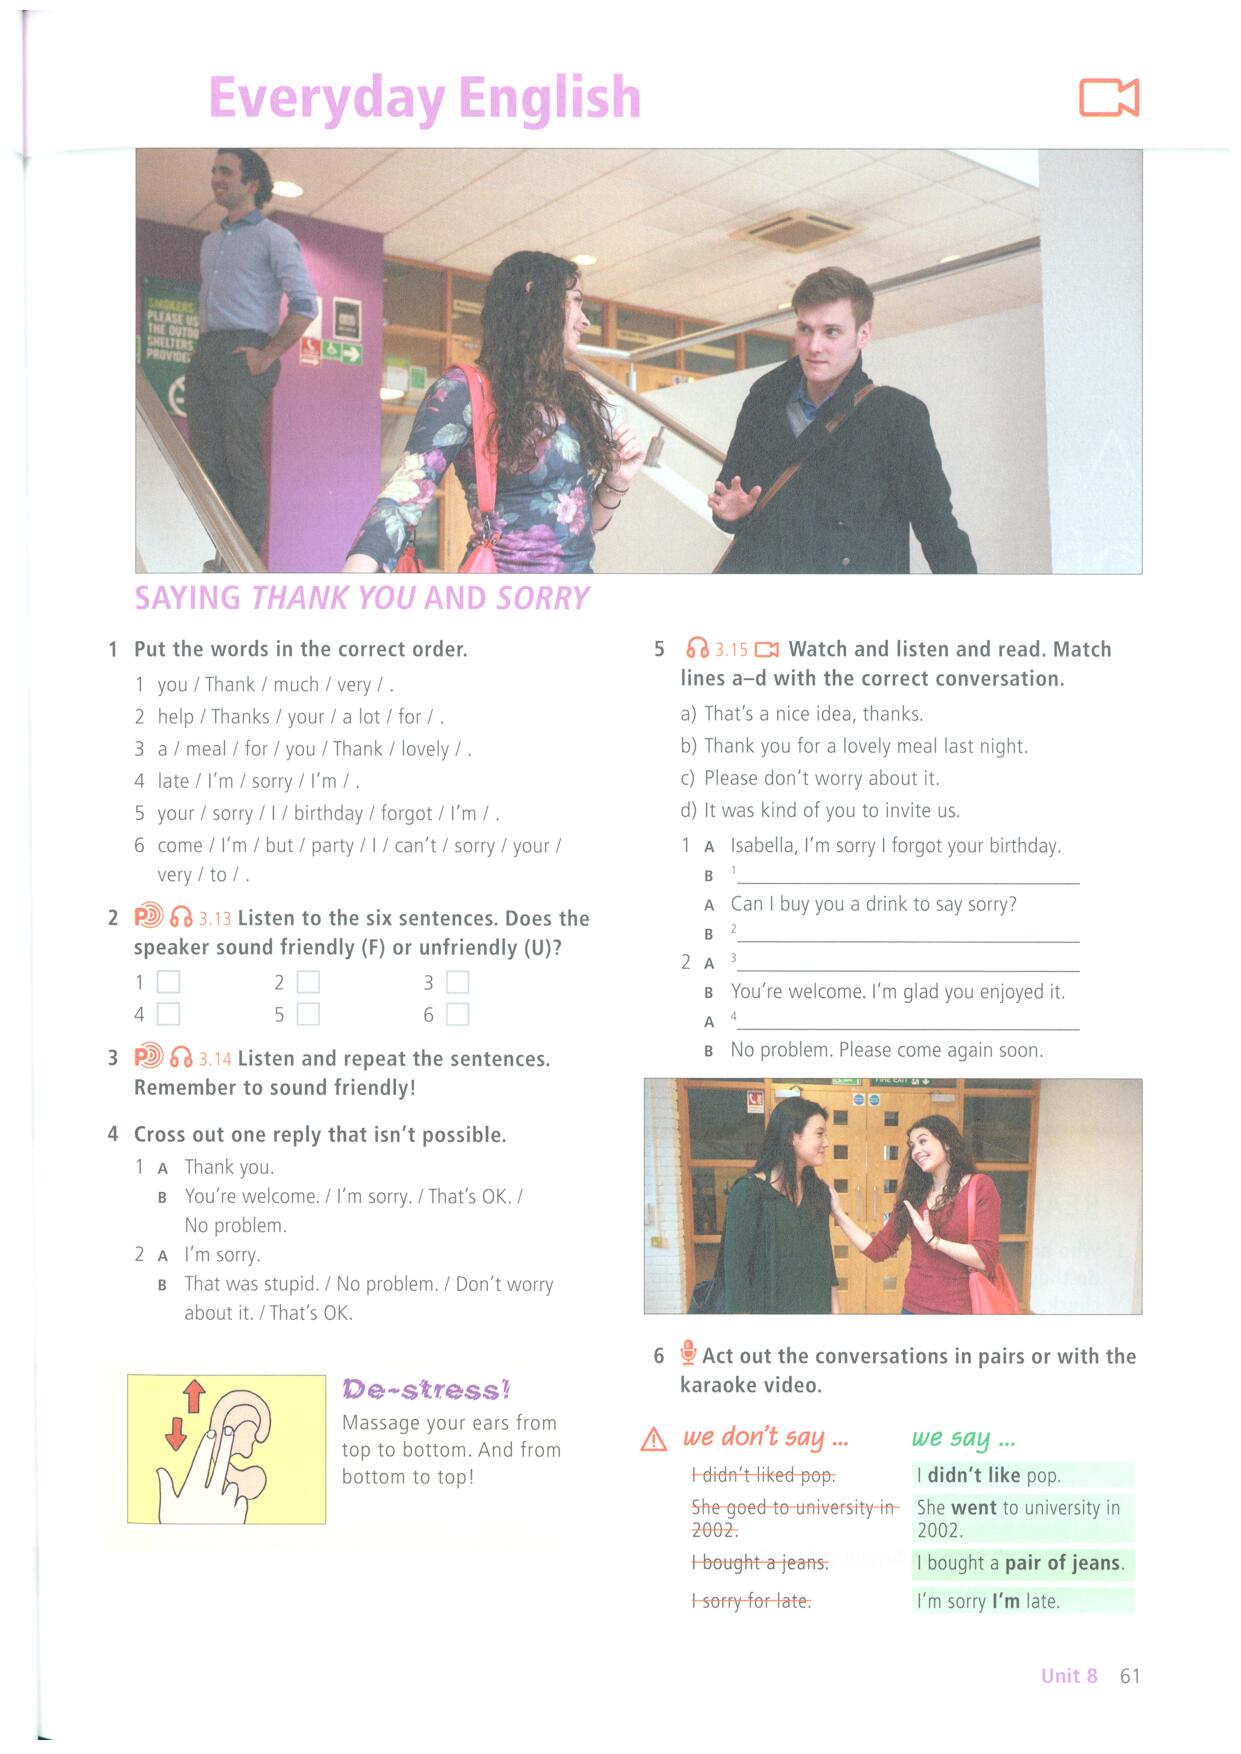 Everyday English
SMOKERS
PLEASE US
THE OUTDO
SHELTERS
PROVIDE
SAYING THANK YOU AND SORRY
1 Put the words in the correct order.
1 you / Thank / much / very / .
2 help / Thanks / your / a lot / for / .
3 a / meal / for / you / Thank / lovely / .
4 late / I'm / sorry / I'm / .
5 your / sorry / I / birthday / forgot / I'm / .
6 come / I'm / but / party / I / can't / sorry / your /
very / to / .
2 P 3.13 Listen to the six sentences. Does the
speaker sound friendly (F) or unfriendly (U)?
1 2 3
4 5 6
3 P 3.14 Listen and repeat the sentences.
Remember to sound friendly!
4 Cross out one reply that isn't possible.
1 A Thank you.
B You're welcome. / I'm sorry. / That's OK. /
No problem.
2 A I'm sorry.
B That was stupid. / No problem. / Don't worry
about it. / That's OK.
De-stress!
Massage your ears from
top to bottom. And from
bottom to top!
5 3.15 Watch and listen and read. Match
lines a–d with the correct conversation.
a) That's a nice idea, thanks.
b) Thank you for a lovely meal last night.
c) Please don't worry about it.
d) It was kind of you to invite us.
1 A Isabella, I'm sorry I forgot your birthday.
B 1
A Can I buy you a drink to say sorry?
B 2
2 A 3
B You're welcome. I'm glad you enjoyed it.
A 4
B No problem. Please come again soon.
FIRE EXIT
6 Act out the conversations in pairs or with the
karaoke video.
we don't say ... we say ...
I didn't liked pop. I didn't like pop.
She goed to university in She went to university in
2002. 2002.
I bought a jeans. I bought a pair of jeans.
I sorry for late. I'm sorry I'm late.
Unit 8 61